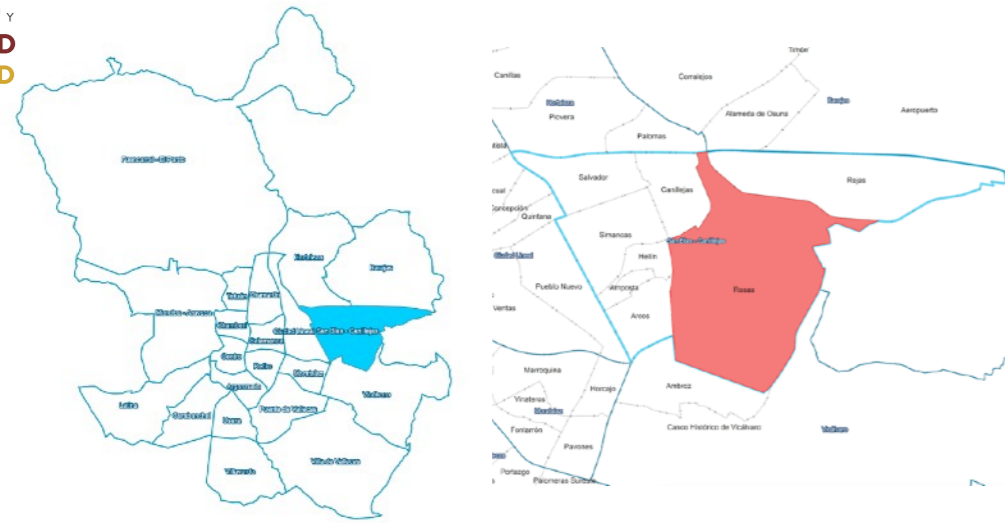 Y
D
D
Fuencarral - El Pardo
Hortaleza
Barajas
Tetuán
Chamartín
Moncloa - Aravaca
Chamberí
Ciudad Lineal
San Blas - Canillejas
Salamanca
Centro
Retiro
Moratalaz
Arganzuela
Vicálvaro
Latina
Carabanchel
Usera
Puente de Vallecas
Villaverde
Villa de Vallecas
Timón
Canillas
Corralejos
Hortaleza
Piovera
Barajas
Aeropuerto
Alameda de Osuna
Palomas
Salvador
Canillejas
Rejas
Concepción
Quintana
Simancas
San Blas - Canillejas
Ciudad Lineal
Hellín
Pueblo Nuevo
Amposta
Rosas
Ventas
Arcos
Marroquina
Horcajo
Ambroz
Vinateros
Moratalaz
Fontarrón
Casco Histórico de Vicálvaro
Vicálvaro
Pavones
Portazgo
Palomeras Sureste